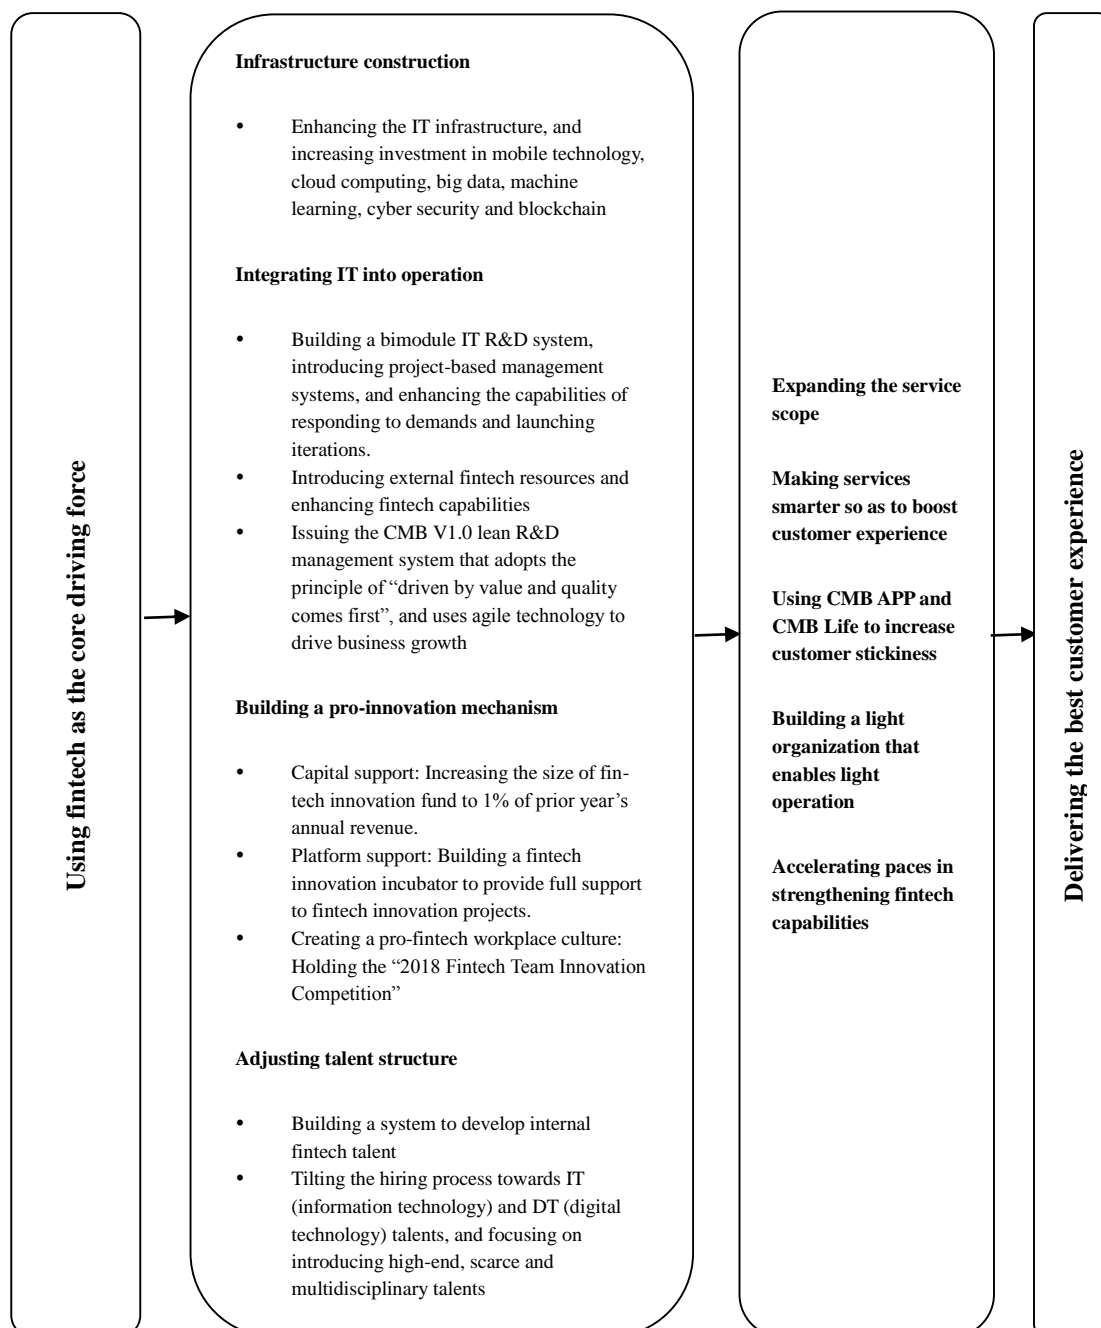 Using fintech as the core driving force
Infrastructure construction
• Enhancing the IT infrastructure, and
increasing investment in mobile technology,
cloud computing, big data, machine
learning, cyber security and blockchain
Integrating IT into operation
• Building a bimodule IT R&D system,
introducing project-based management
systems, and enhancing the capabilities of
responding to demands and launching
iterations.
• Introducing external fintech resources and
enhancing fintech capabilities
• Issuing the CMB V1.0 lean R&D
management system that adopts the
principle of “driven by value and quality
comes first”, and uses agile technology to
drive business growth
Building a pro-innovation mechanism
• Capital support: Increasing the size of fin-
tech innovation fund to 1% of prior year’s
annual revenue.
• Platform support: Building a fintech
innovation incubator to provide full support
to fintech innovation projects.
• Creating a pro-fintech workplace culture:
Holding the “2018 Fintech Team Innovation
Competition”
Adjusting talent structure
• Building a system to develop internal
fintech talent
• Tilting the hiring process towards IT
(information technology) and DT (digital
technology) talents, and focusing on
introducing high-end, scarce and
multidisciplinary talents
Expanding the service
scope
Making services
smarter so as to boost
customer experience
Using CMB APP and
CMB Life to increase
customer stickiness
Building a light
organization that
enables light
operation
Accelerating paces in
strengthening fintech
capabilities
Delivering the best customer experience